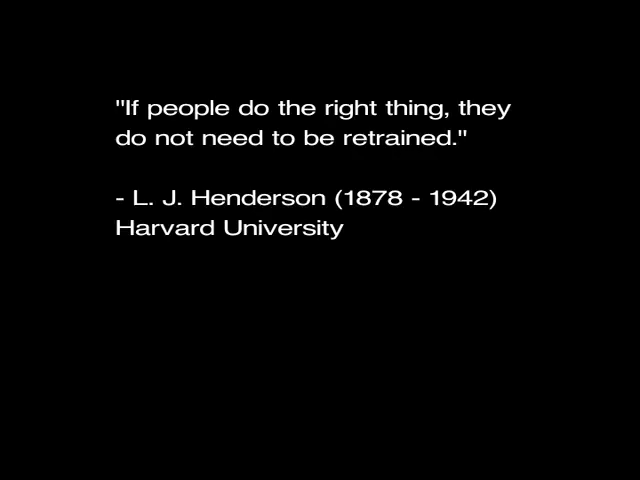 "If people do the right thing, they
do not need to be retrained."
- L. J. Henderson (1878 - 1942)
Harvard University